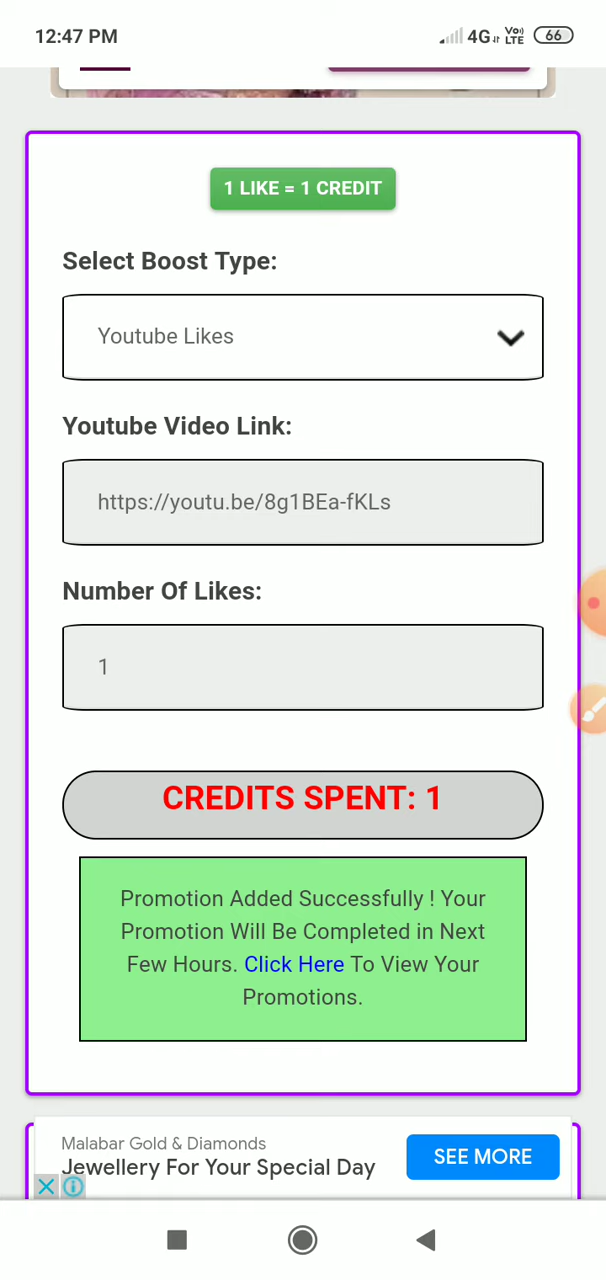 12:47 PM
4G Vo) LTE 66
1 LIKE = 1 CREDIT
Select Boost Type:
Youtube Likes
Youtube Video Link:
https://youtu.be/8g1BEa-fKLs
Number Of Likes:
1
CREDITS SPENT: 1
Promotion Added Successfully ! Your
Promotion Will Be Completed in Next
Few Hours. Click Here To View Your
Promotions.
Malabar Gold & Diamonds
Jewellery For Your Special Day
SEE MORE